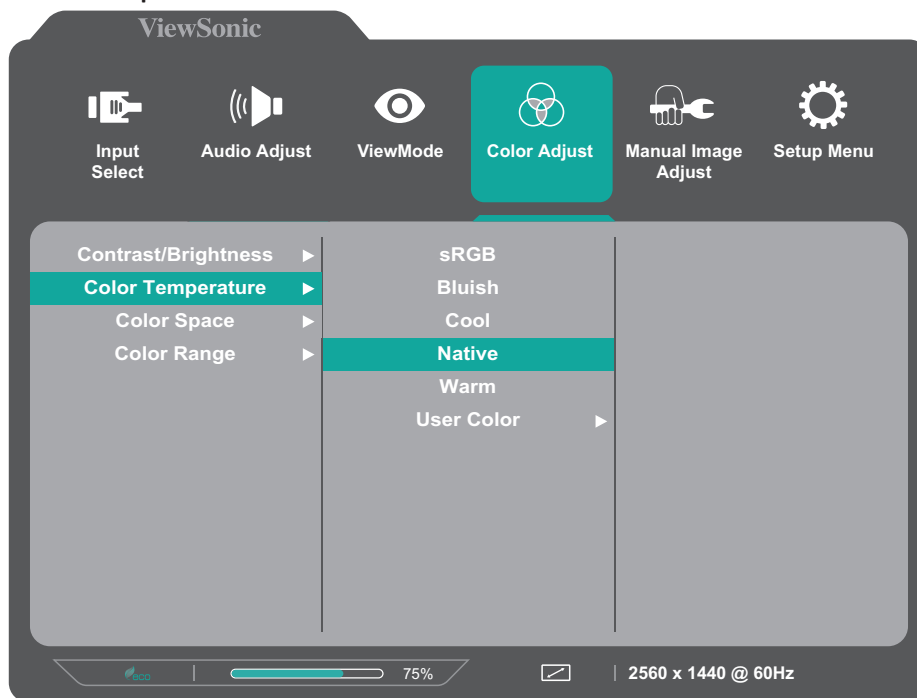 ViewSonic
Input
Select
Audio Adjust
ViewMode
Color Adjust
Manual Image
Adjust
Setup Menu
Contrast/Brightness
Color Temperature
Color Space
Color Range
sRGB
Bluish
Cool
Native
Warm
User Color
eco
75%
2560 x 1440 @ 60Hz